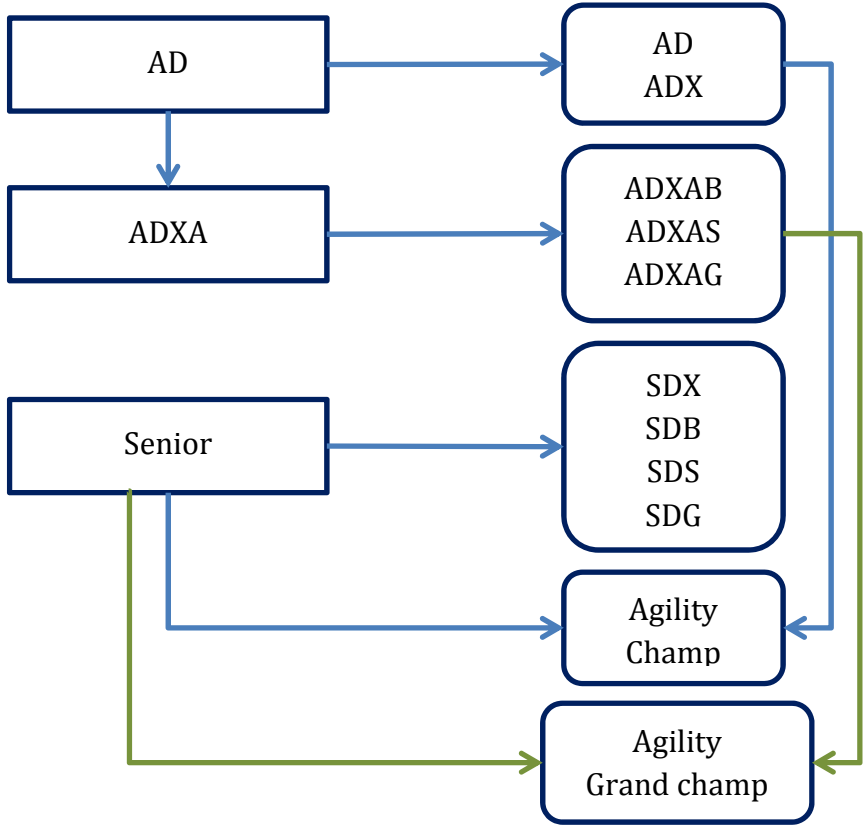 AD
AD
ADX
ADXA
ADXAB
ADXAS
ADXAG
Senior
SDX
SDB
SDS
SDG
Agility
Champ
Agility
Grand champ